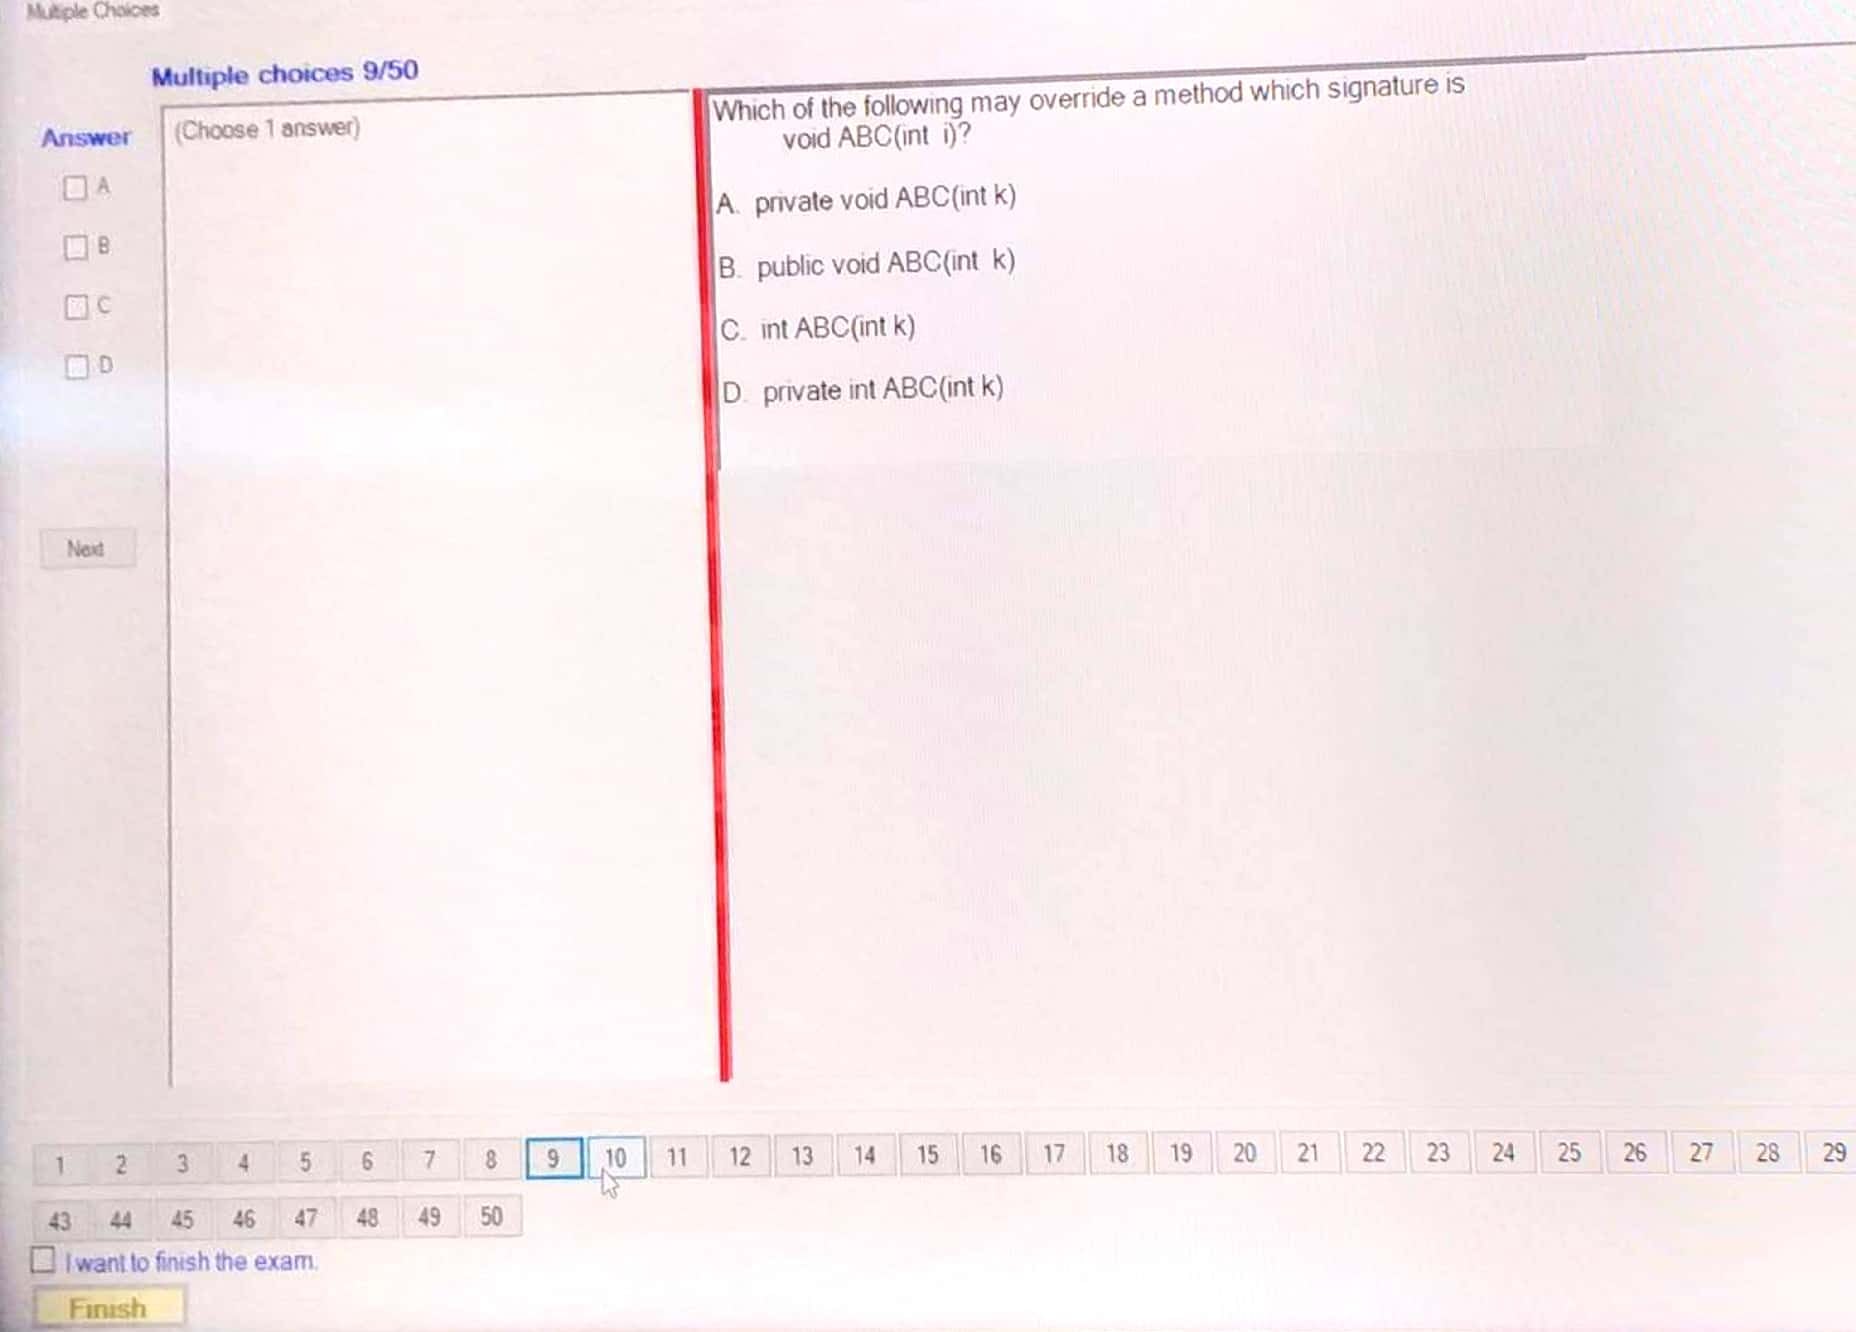 Multiple Choices
Multiple choices 9/50
Answer
(Choose 1 answer)
A
B
C
D
Next
Which of the following may override a method which signature is
void ABC(int i)?
A. private void ABC(int k)
B. public void ABC(int k)
C. int ABC(int k)
D. private int ABC(int k)
1 2 3 4 5 6 7 8 9 10 11 12 13 14 15 16 17 18 19 20 21 22 23 24 25 26 27 28 29
43 44 45 46 47 48 49 50
I want to finish the exam.
Finish